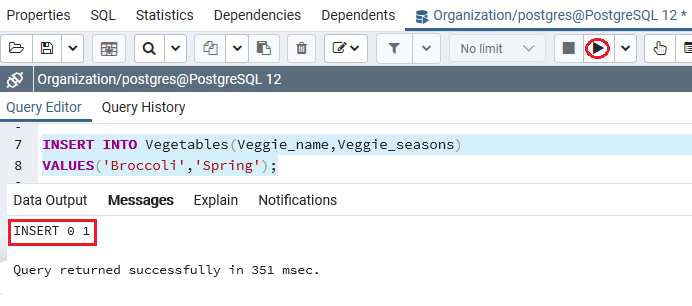 Properties SQL Statistics Dependencies Dependents Organization/postgres@PostgreSQL 12 *
No limit
Organization/postgres@PostgreSQL 12
Query Editor Query History
7 INSERT INTO Vegetables(Veggie_name,Veggie_seasons)
8 VALUES('Broccoli','Spring');
Data Output Messages Explain Notifications
INSERT 0 1
Query returned successfully in 351 msec.